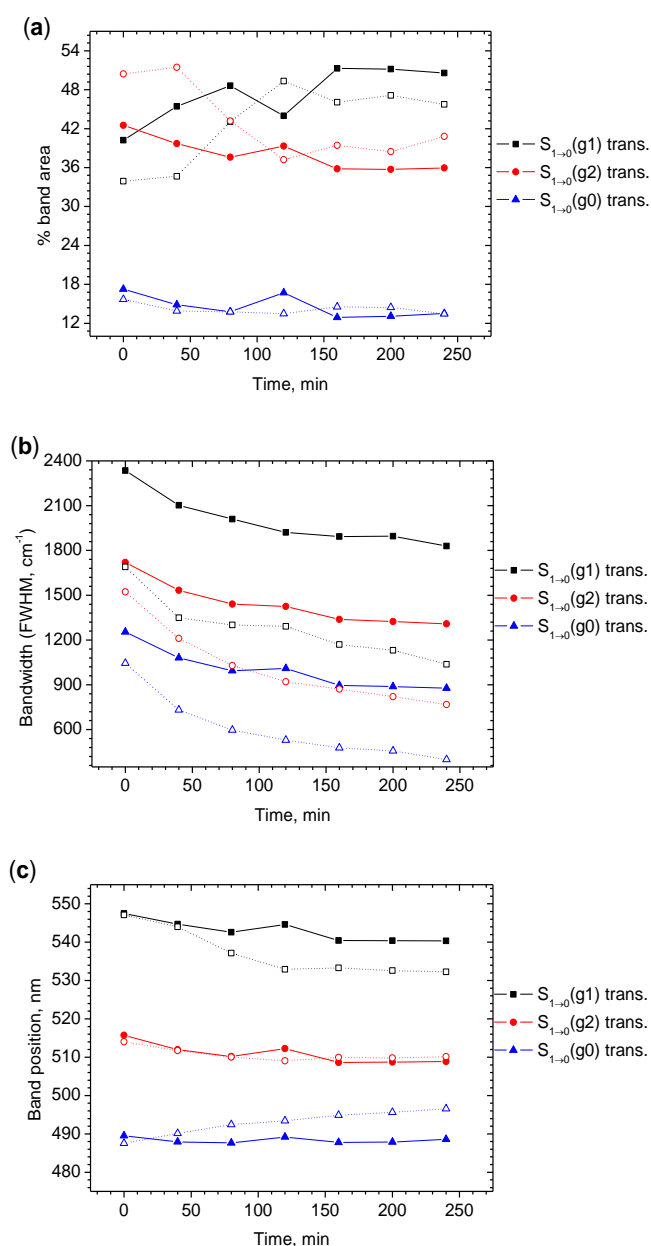 (a)
54
48
42
36
30
18
12
% band area
0 50 100 150 200 250
Time, min
S1→0(g1) trans.
S1→0(g2) trans.
S1→0(g0) trans.
(b)
2400
2100
1800
1500
1200
900
600
Bandwidth (FWHM, cm-1)
0 50 100 150 200 250
Time, min
S1→0(g1) trans.
S1→0(g2) trans.
S1→0(g0) trans.
(c)
550
540
530
520
510
500
490
480
Band position, nm
0 50 100 150 200 250
Time, min
S1→0(g1) trans.
S1→0(g2) trans.
S1→0(g0) trans.